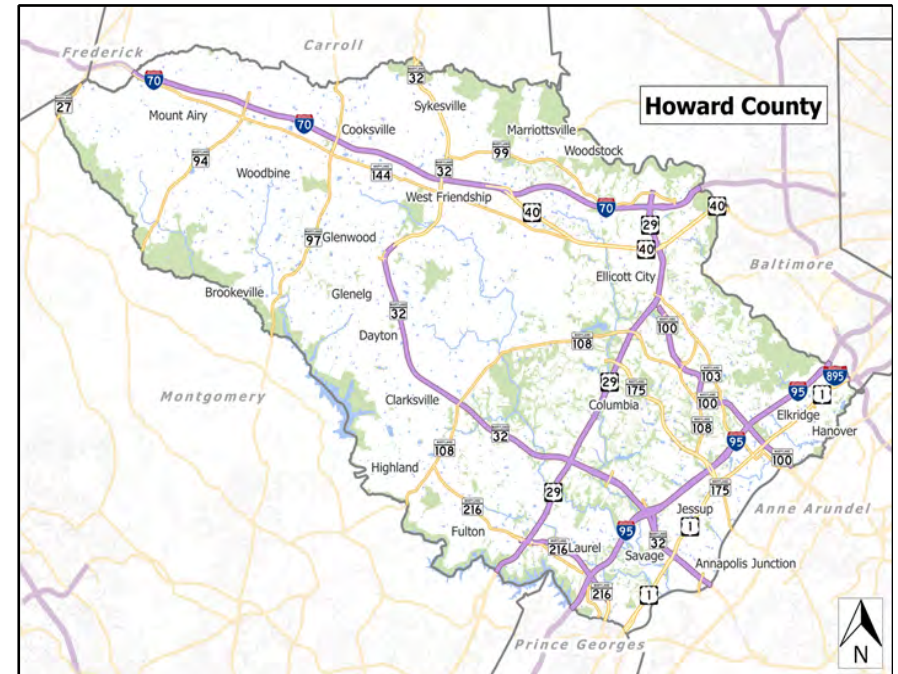 Carroll
Frederick
32
70
27
Howard County
Sykesville
Mount Airy
70
Cooksville
Marriottsville
99
Woodstock
94
144
32
Woodbine
West Friendship
40
70
40
29
97
Glenwood
40
Baltimore
Ellicott City
Brookeville
Glenelg
32
100
Dayton
108
103
895
29
175
95
1
Montgomery
Clarksville
Columbia
100
Elkridge
108
Hanover
32
95
108
100
Highland
175
29
Anne Arundel
216
Jessup
1
Fulton
95
32
216
Laurel
Savage
Annapolis Junction
216
1
Prince Georges
N